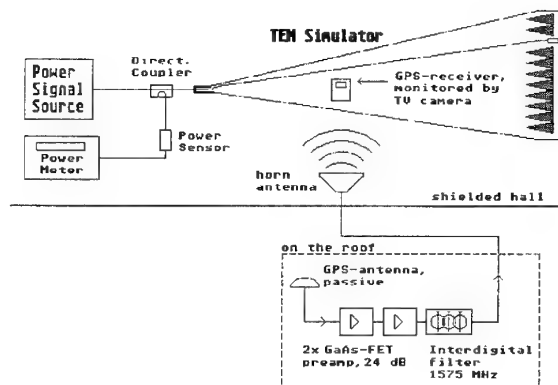 TEM Simulator
Direct.
Coupler
Power
Signal
Source
GPS-receiver,
monitored by
TV camera
Power
Sensor
Power
Meter
horn
antenna
shielded hall
on the roof
GPS-antenna,
passive
2x GaAs-FET
preamp, 24 dB
Interdigital
filter
1575 MHz